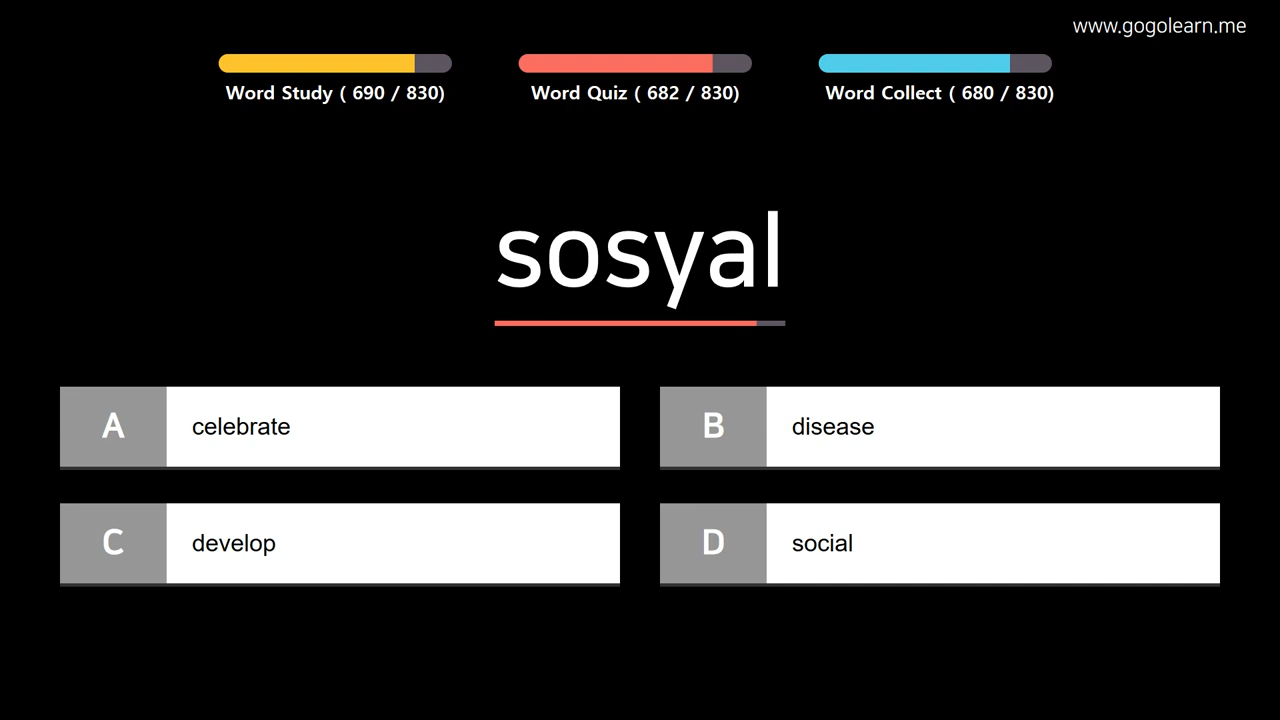 www.gogolearn.me
Word Study ( 690 / 830)
Word Quiz ( 682 / 830)
Word Collect ( 680 / 830)
sosyal
A celebrate
B disease
C develop
D social